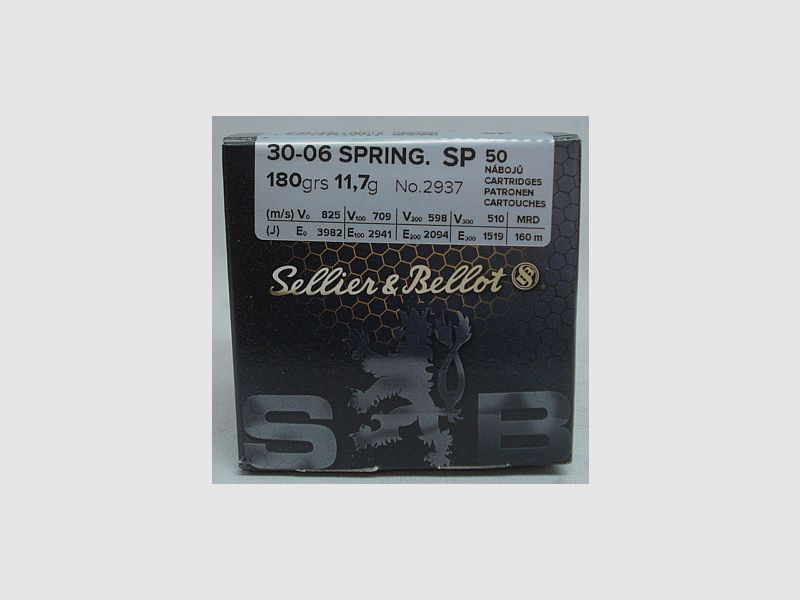 30-06 SPRING. SP 50
NÁBOJŮ
180grs 11,7g No.2937 CARTRIDGES
PATRONEN
CARTOUCHES
(m/s) V0 825 V100 709 V200 598 V300 510 MRD
(J) E0 3982 E100 2941 E200 2094 E300 1519 160 m
Sellier & Bellot SB
S B